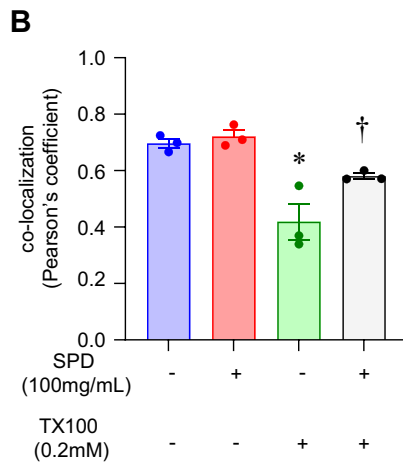 B
co-localization
(Pearson's coefficient)
1.0
0.8
0.6
0.4
0.2
0.0
*
†
SPD
(100mg/mL)
- + - +
TX100
(0.2mM)
- - + +